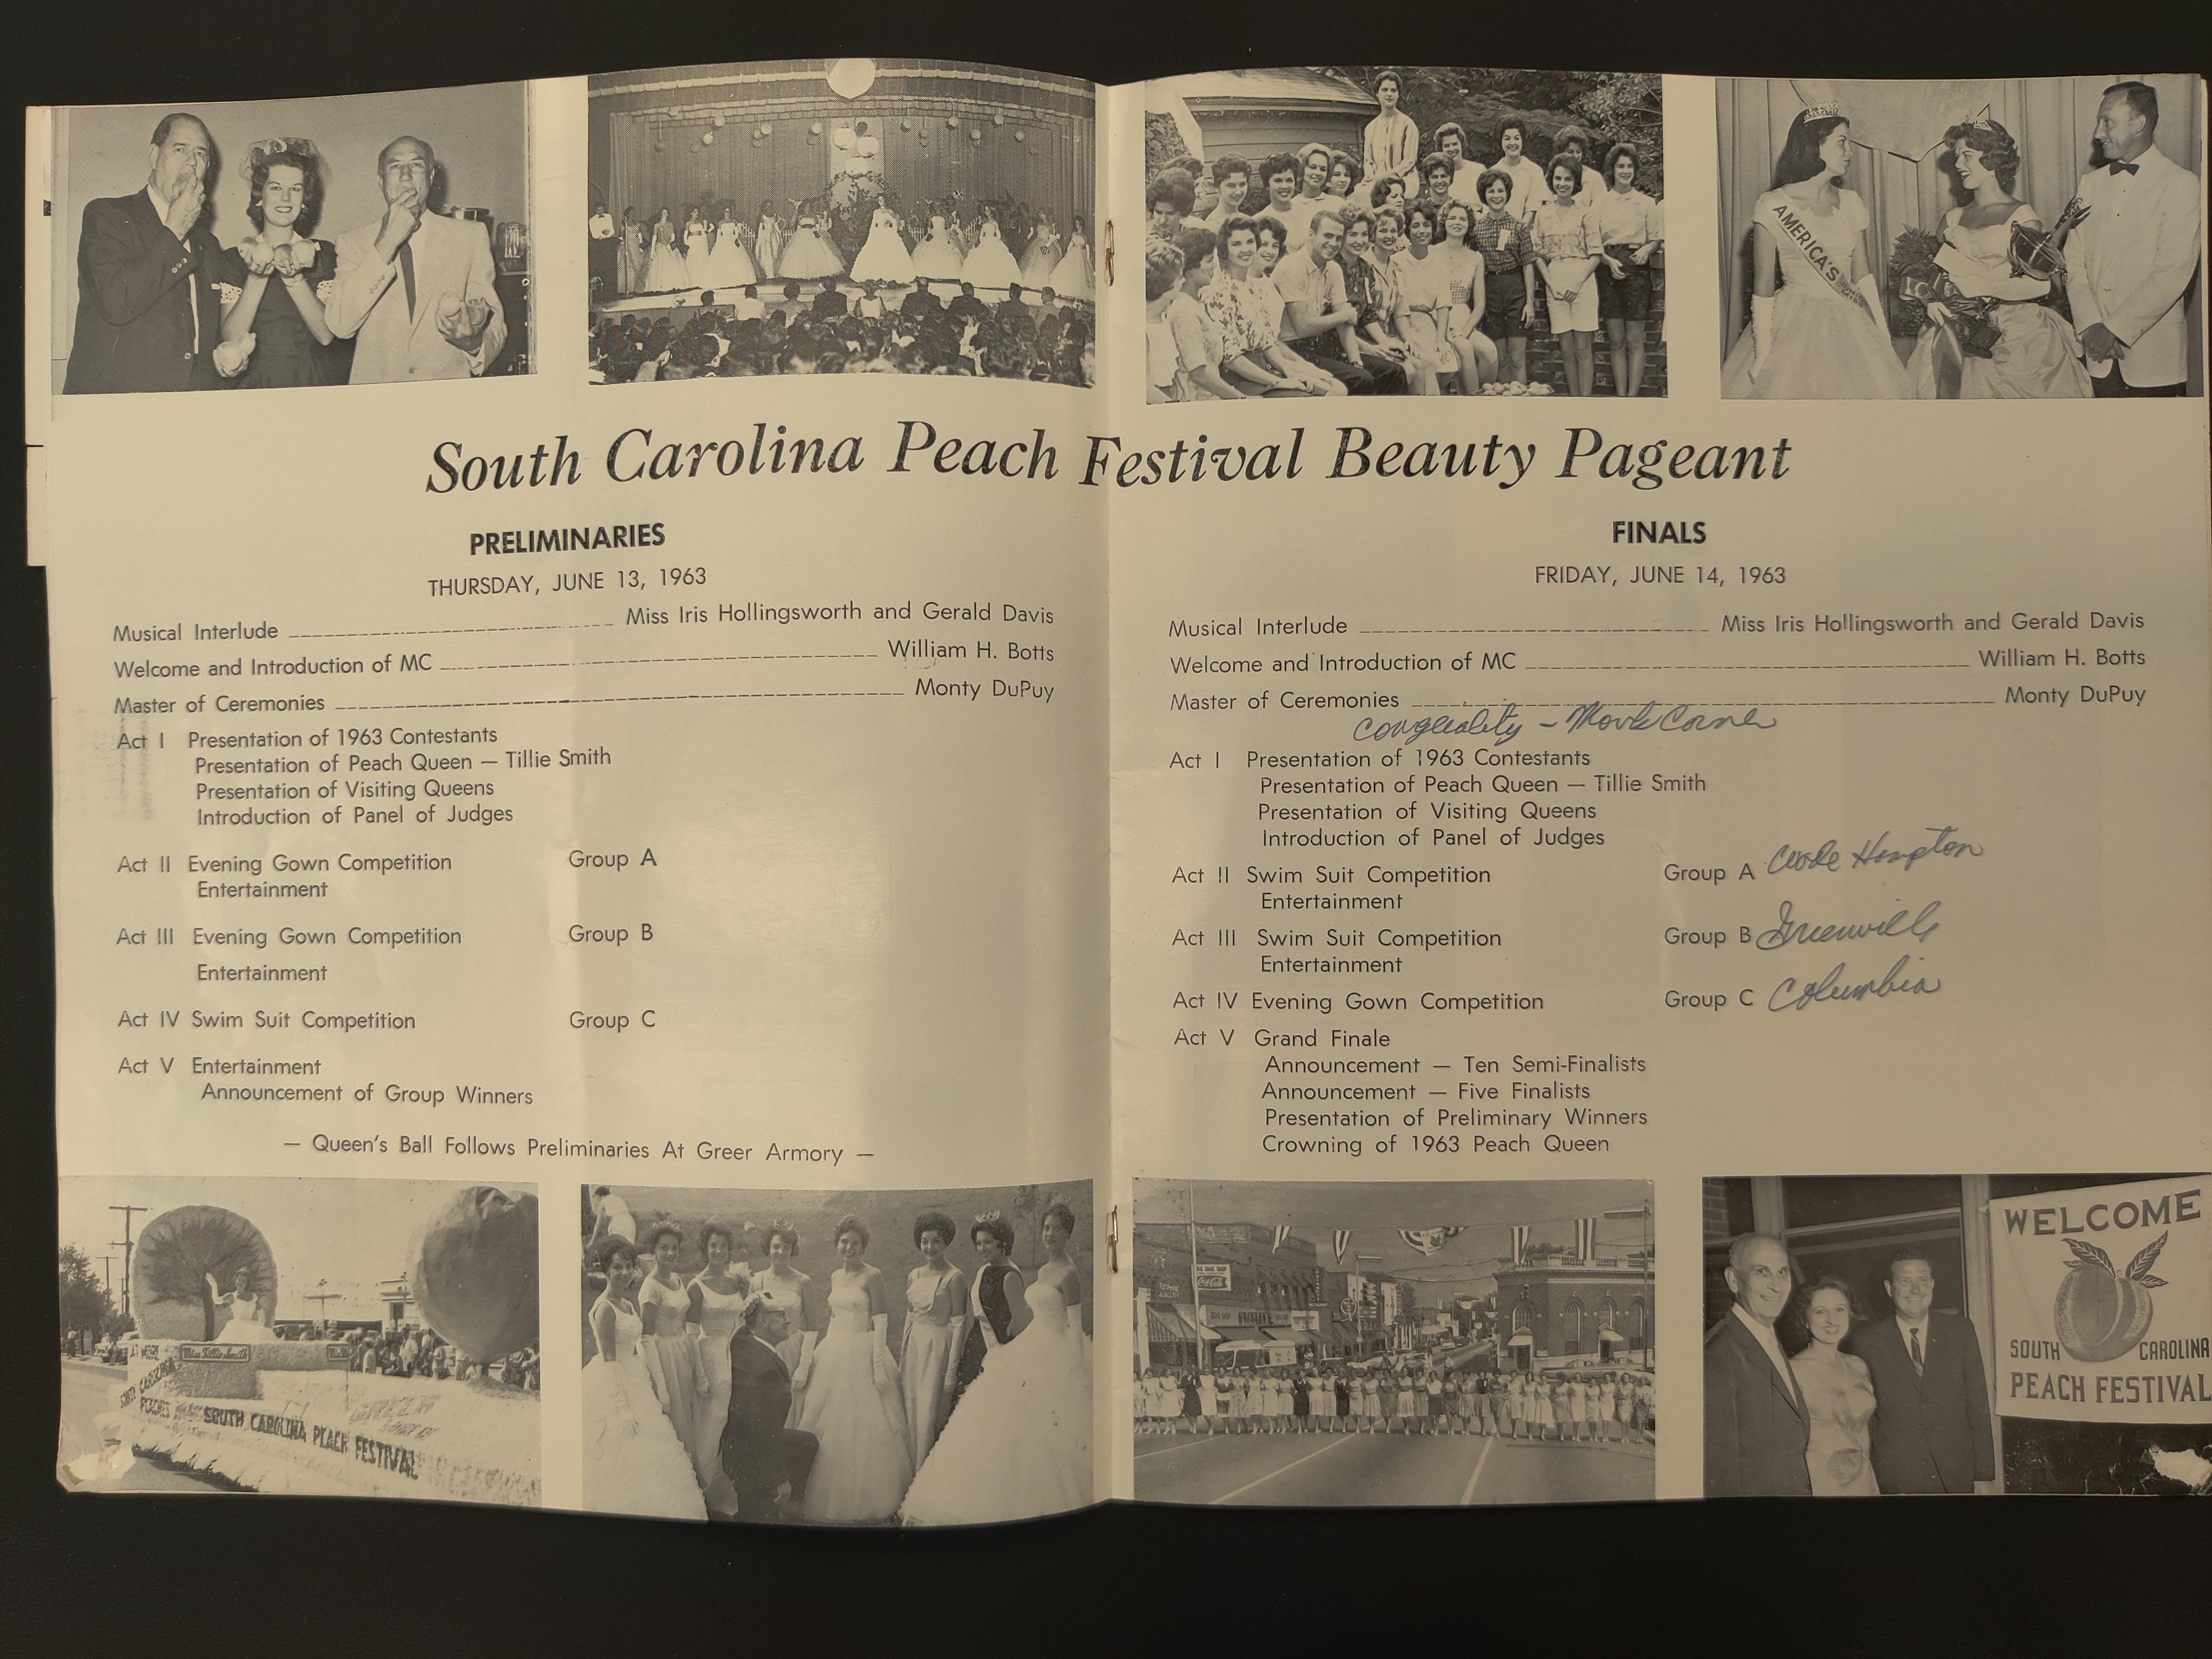 AMERICA'S
South Carolina Peach Festival Beauty Pageant
PRELIMINARIES
THURSDAY, JUNE 13, 1963
Musical Interlude Miss Iris Hollingsworth and Gerald Davis
Welcome and Introduction of MC William H. Botts
Master of Ceremonies Monty DuPuy
Act I Presentation of 1963 Contestants
Presentation of Peach Queen — Tillie Smith
Presentation of Visiting Queens
Introduction of Panel of Judges
Act II Evening Gown Competition Group A
Entertainment
Act III Evening Gown Competition Group B
Entertainment
Act IV Swim Suit Competition Group C
Act V Entertainment
Announcement of Group Winners
— Queen's Ball Follows Preliminaries At Greer Armory —
FINALS
FRIDAY, JUNE 14, 1963
Musical Interlude Miss Iris Hollingsworth and Gerald Davis
Welcome and Introduction of MC William H. Botts
Master of Ceremonies Monty DuPuy
congeality - Monk Corner
Act I Presentation of 1963 Contestants
Presentation of Peach Queen — Tillie Smith
Presentation of Visiting Queens
Introduction of Panel of Judges
Act II Swim Suit Competition Group A Wade Hampton
Entertainment
Act III Swim Suit Competition Group B Greenville
Entertainment
Act IV Evening Gown Competition Group C Columbia
Act V Grand Finale
Announcement — Ten Semi-Finalists
Announcement — Five Finalists
Presentation of Preliminary Winners
Crowning of 1963 Peach Queen
Miss Tillie Smith
SOUTH CAROLINA PEACH FESTIVAL
Coca-Cola
WELCOME
SOUTH CAROLINA
PEACH FESTIVAL